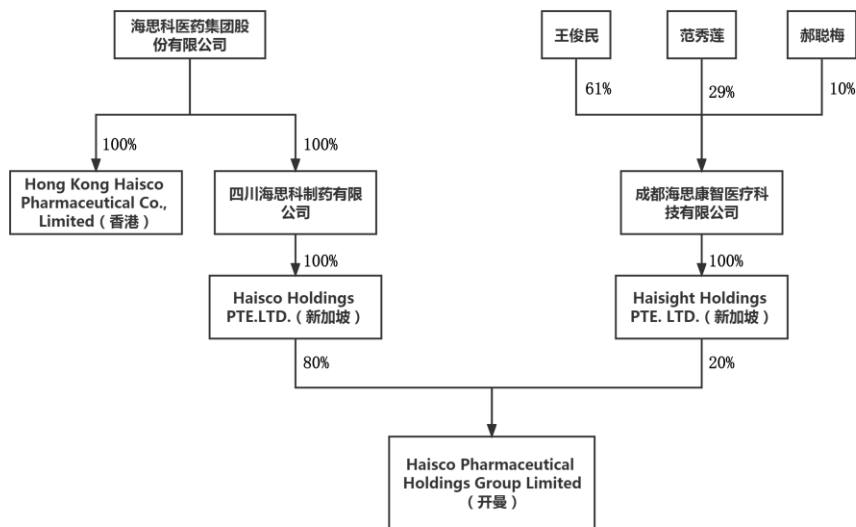 海思科医药集团股
份有限公司
王俊民
范秀莲
郝聪梅
61%
29%
10%
100%
100%
Hong Kong Haisco
Pharmaceutical Co.,
Limited（香港）
四川海思科制药有限
公司
成都海思康智医疗科
技有限公司
100%
100%
Haisco Holdings
PTE.LTD.（新加坡）
Haisight Holdings
PTE. LTD.（新加坡）
80%
20%
Haisco Pharmaceutical
Holdings Group Limited
（开曼）